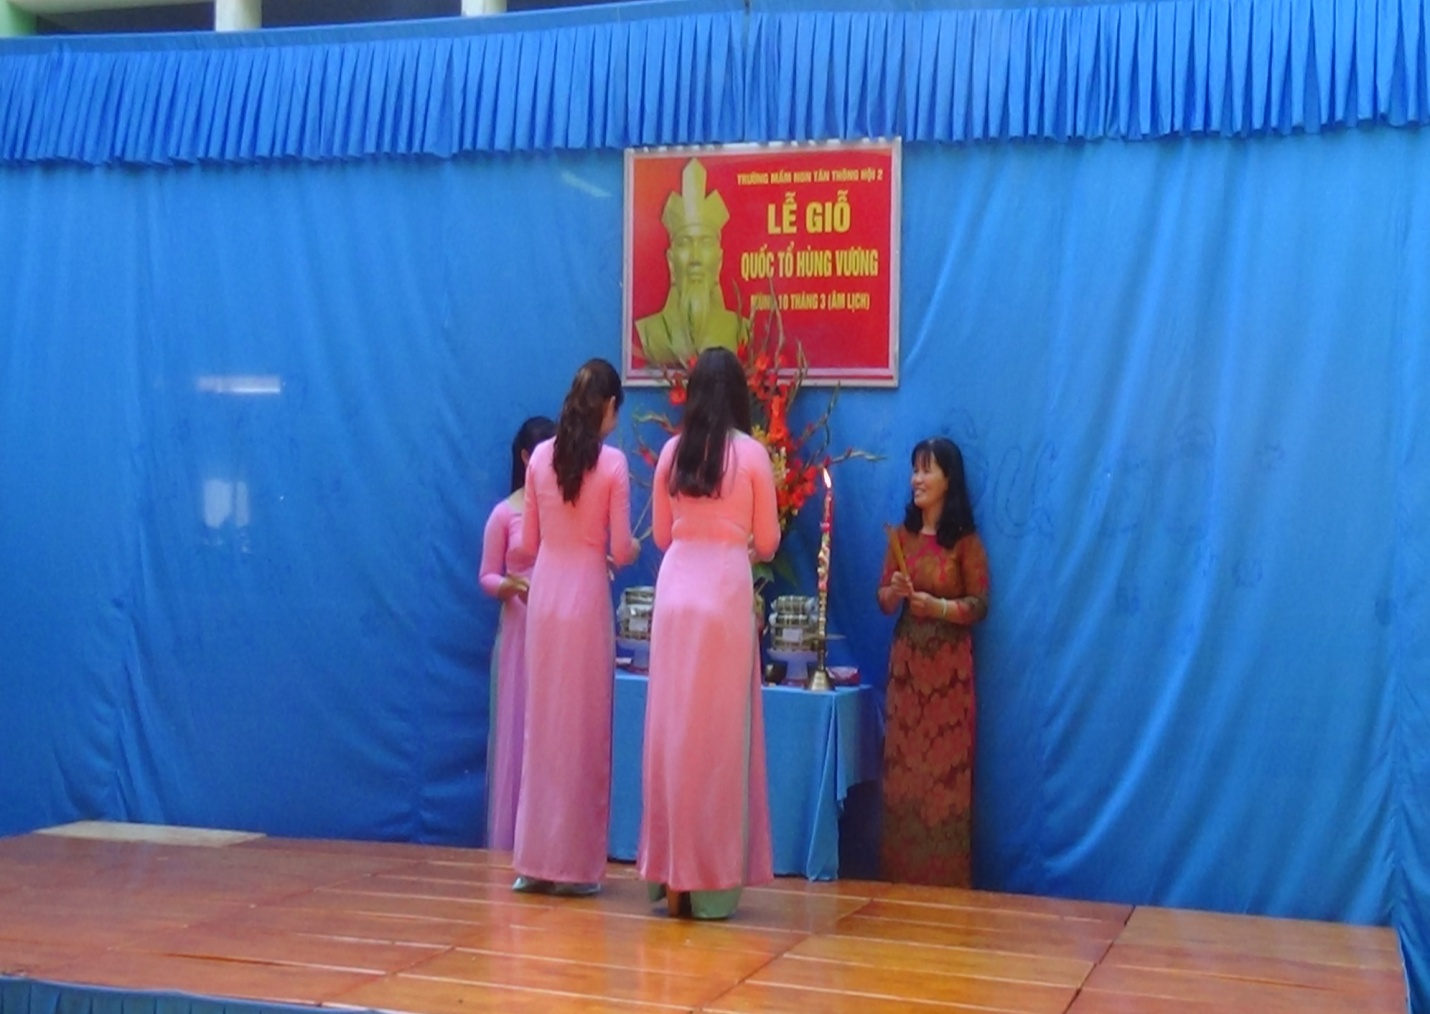 TRƯỜNG MẦM NON TÂN THÔNG HỘI 2
LỄ GIỖ
QUỐC TỔ HÙNG VƯƠNG
10 THÁNG 3 (ÂM LỊCH)